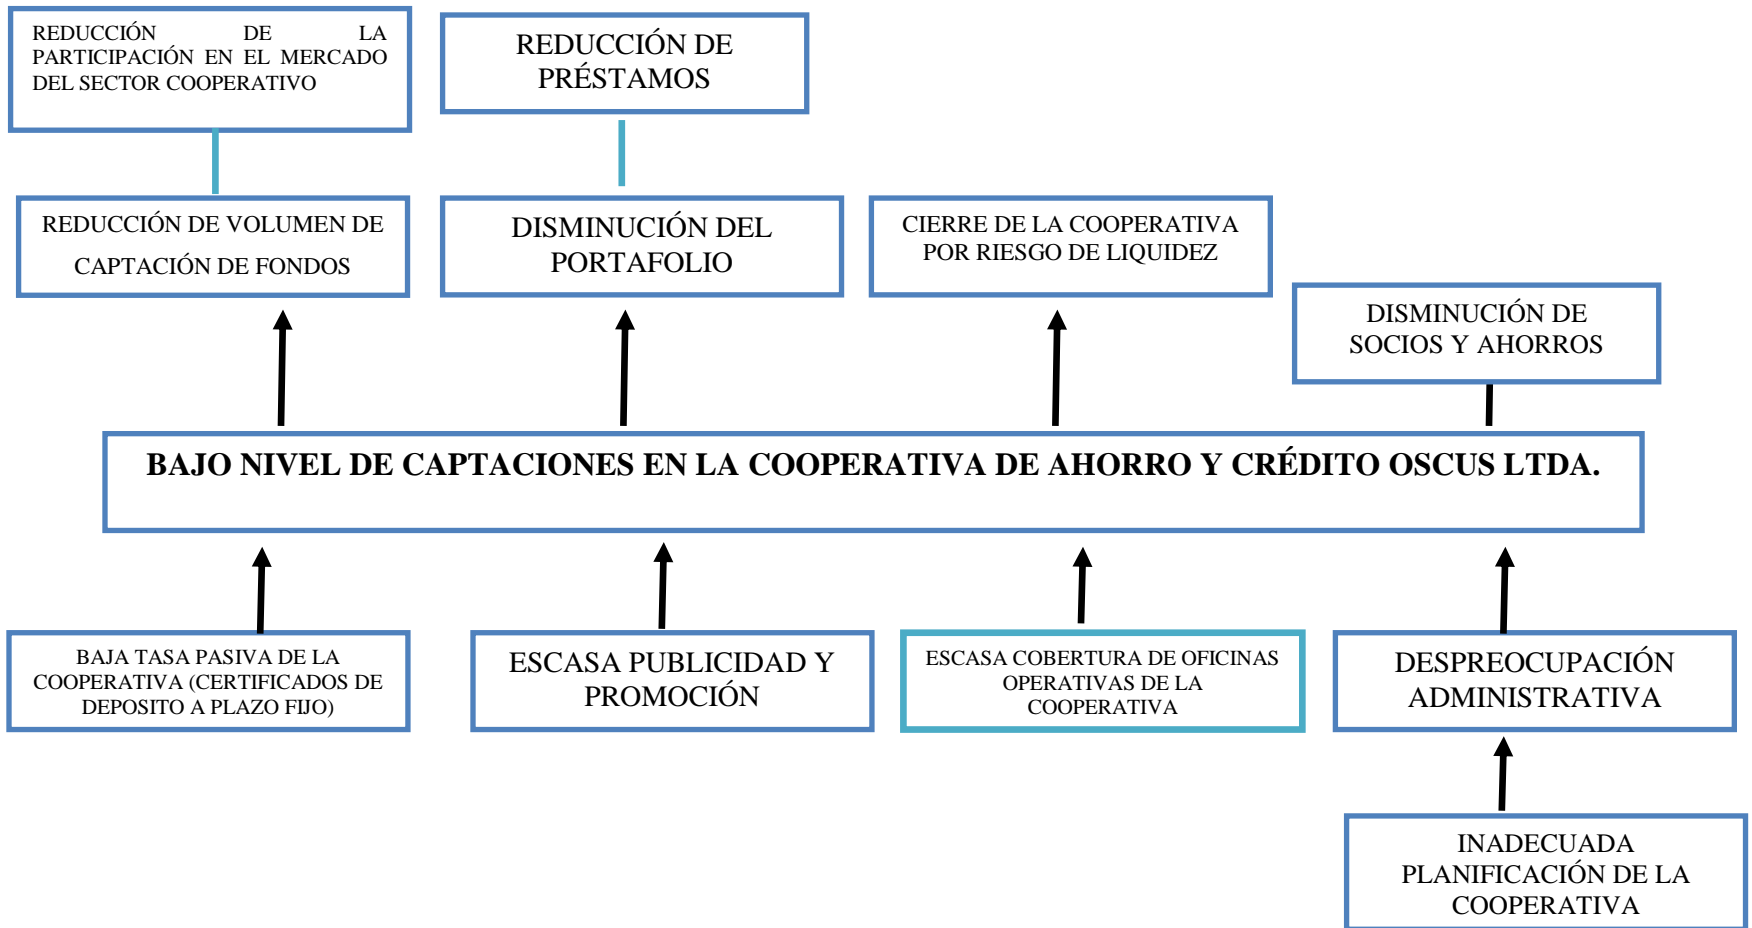 REDUCCIÓN DE LA
PARTICIPACIÓN EN EL MERCADO
DEL SECTOR COOPERATIVO
REDUCCIÓN DE
PRÉSTAMOS
REDUCCIÓN DE VOLUMEN DE
CAPTACIÓN DE FONDOS
DISMINUCIÓN DEL
PORTAFOLIO
CIERRE DE LA COOPERATIVA
POR RIESGO DE LIQUIDEZ
DISMINUCIÓN DE
SOCIOS Y AHORROS
BAJO NIVEL DE CAPTACIONES EN LA COOPERATIVA DE AHORRO Y CRÉDITO OSCUS LTDA.
BAJA TASA PASIVA DE LA
COOPERATIVA (CERTIFICADOS DE
DEPOSITO A PLAZO FIJO)
ESCASA PUBLICIDAD Y
PROMOCIÓN
ESCASA COBERTURA DE OFICINAS
OPERATIVAS DE LA
COOPERATIVA
DESPREOCUPACIÓN
ADMINISTRATIVA
INADECUADA
PLANIFICACIÓN DE LA
COOPERATIVA